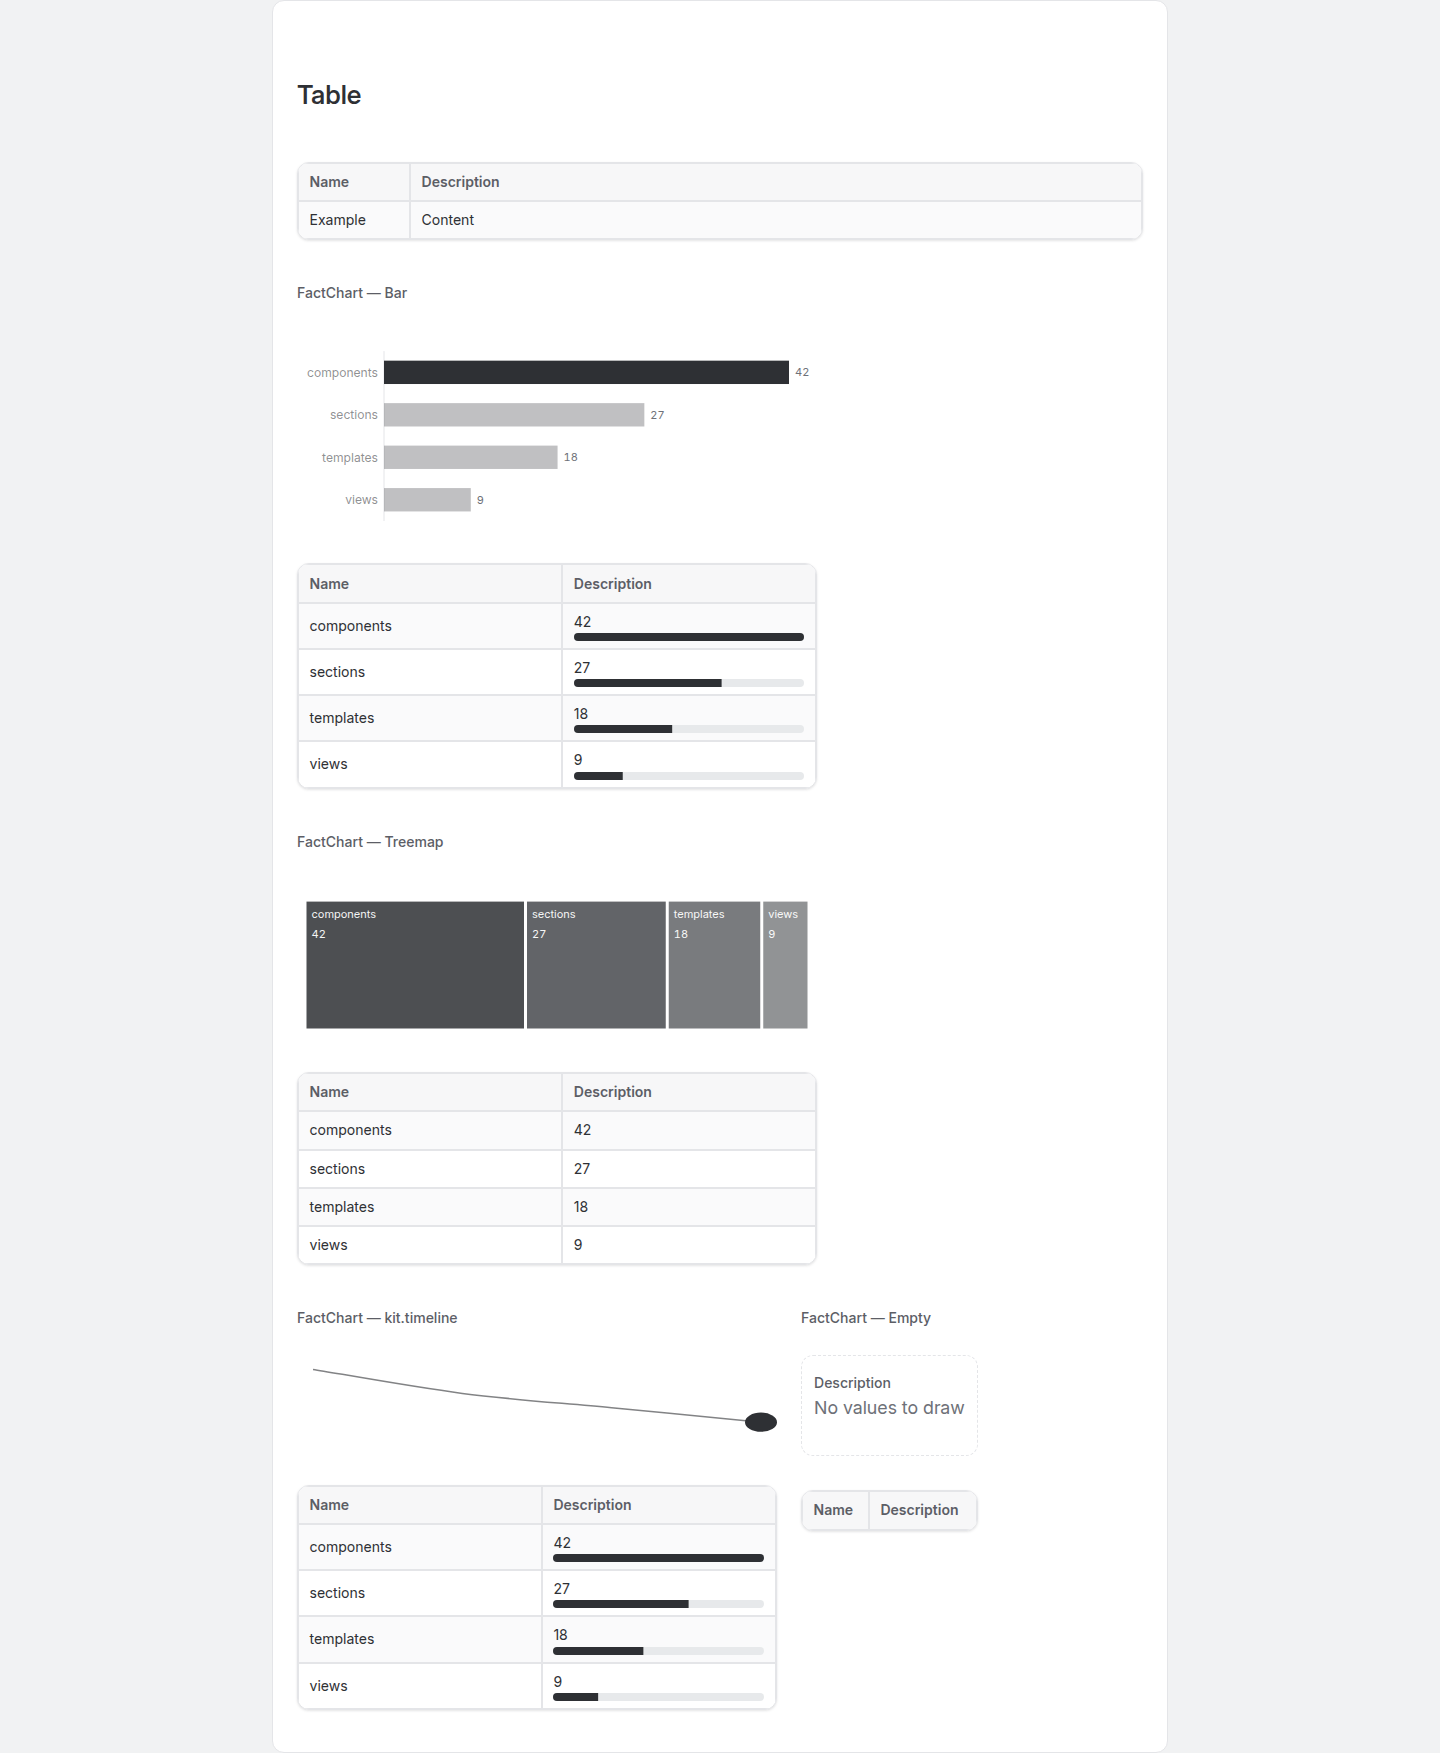 Table
Name Description
Example Content
FactChart — Bar
components 42
sections 27
templates 18
views 9
Name Description
components 42
sections 27
templates 18
views 9
FactChart — Treemap
components sections templates views
42 27 18 9
Name Description
components 42
sections 27
templates 18
views 9
FactChart — kit.timeline
Name Description
components 42
sections 27
templates 18
views 9
FactChart — Empty
Description
No values to draw
Name Description